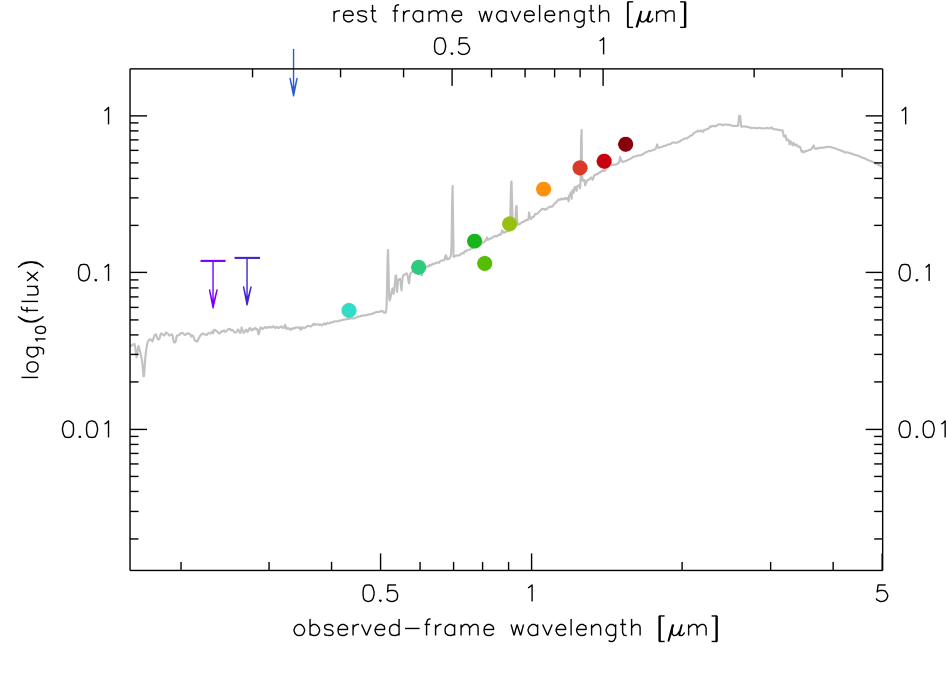 rest frame wavelength [μm]
0.5 1
1 1
0.1 0.1
0.01 0.01
log10(flux)
0.5 1 5
observed-frame wavelength [μm]